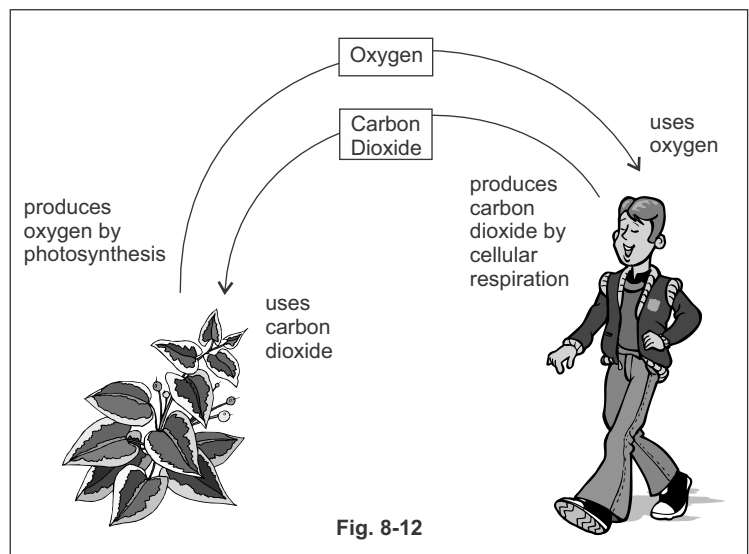 Oxygen
Carbon
Dioxide
uses
oxygen
produces
carbon
dioxide by
cellular
respiration
produces
oxygen by
photosynthesis
uses
carbon
dioxide
Fig. 8-12